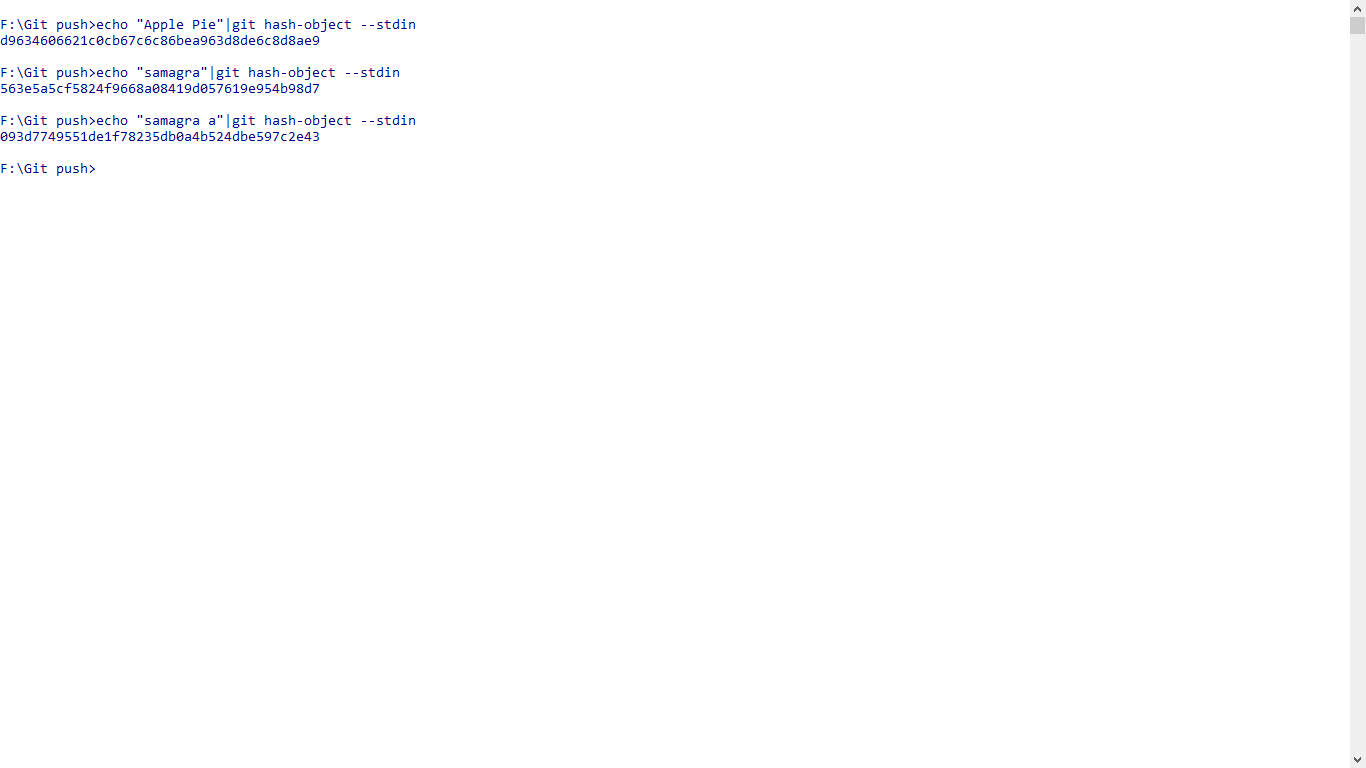 F:\Git push>echo "Apple Pie"|git hash-object --stdin
d9634606621c0cb67c6c86bea963d8de6c8d8ae9
F:\Git push>echo "samagra"|git hash-object --stdin
563e5a5cf5824f9668a08419d057619e954b98d7
F:\Git push>echo "samagra a"|git hash-object --stdin
093d7749551de1f78235db0a4b524dbe597c2e43
F:\Git push>